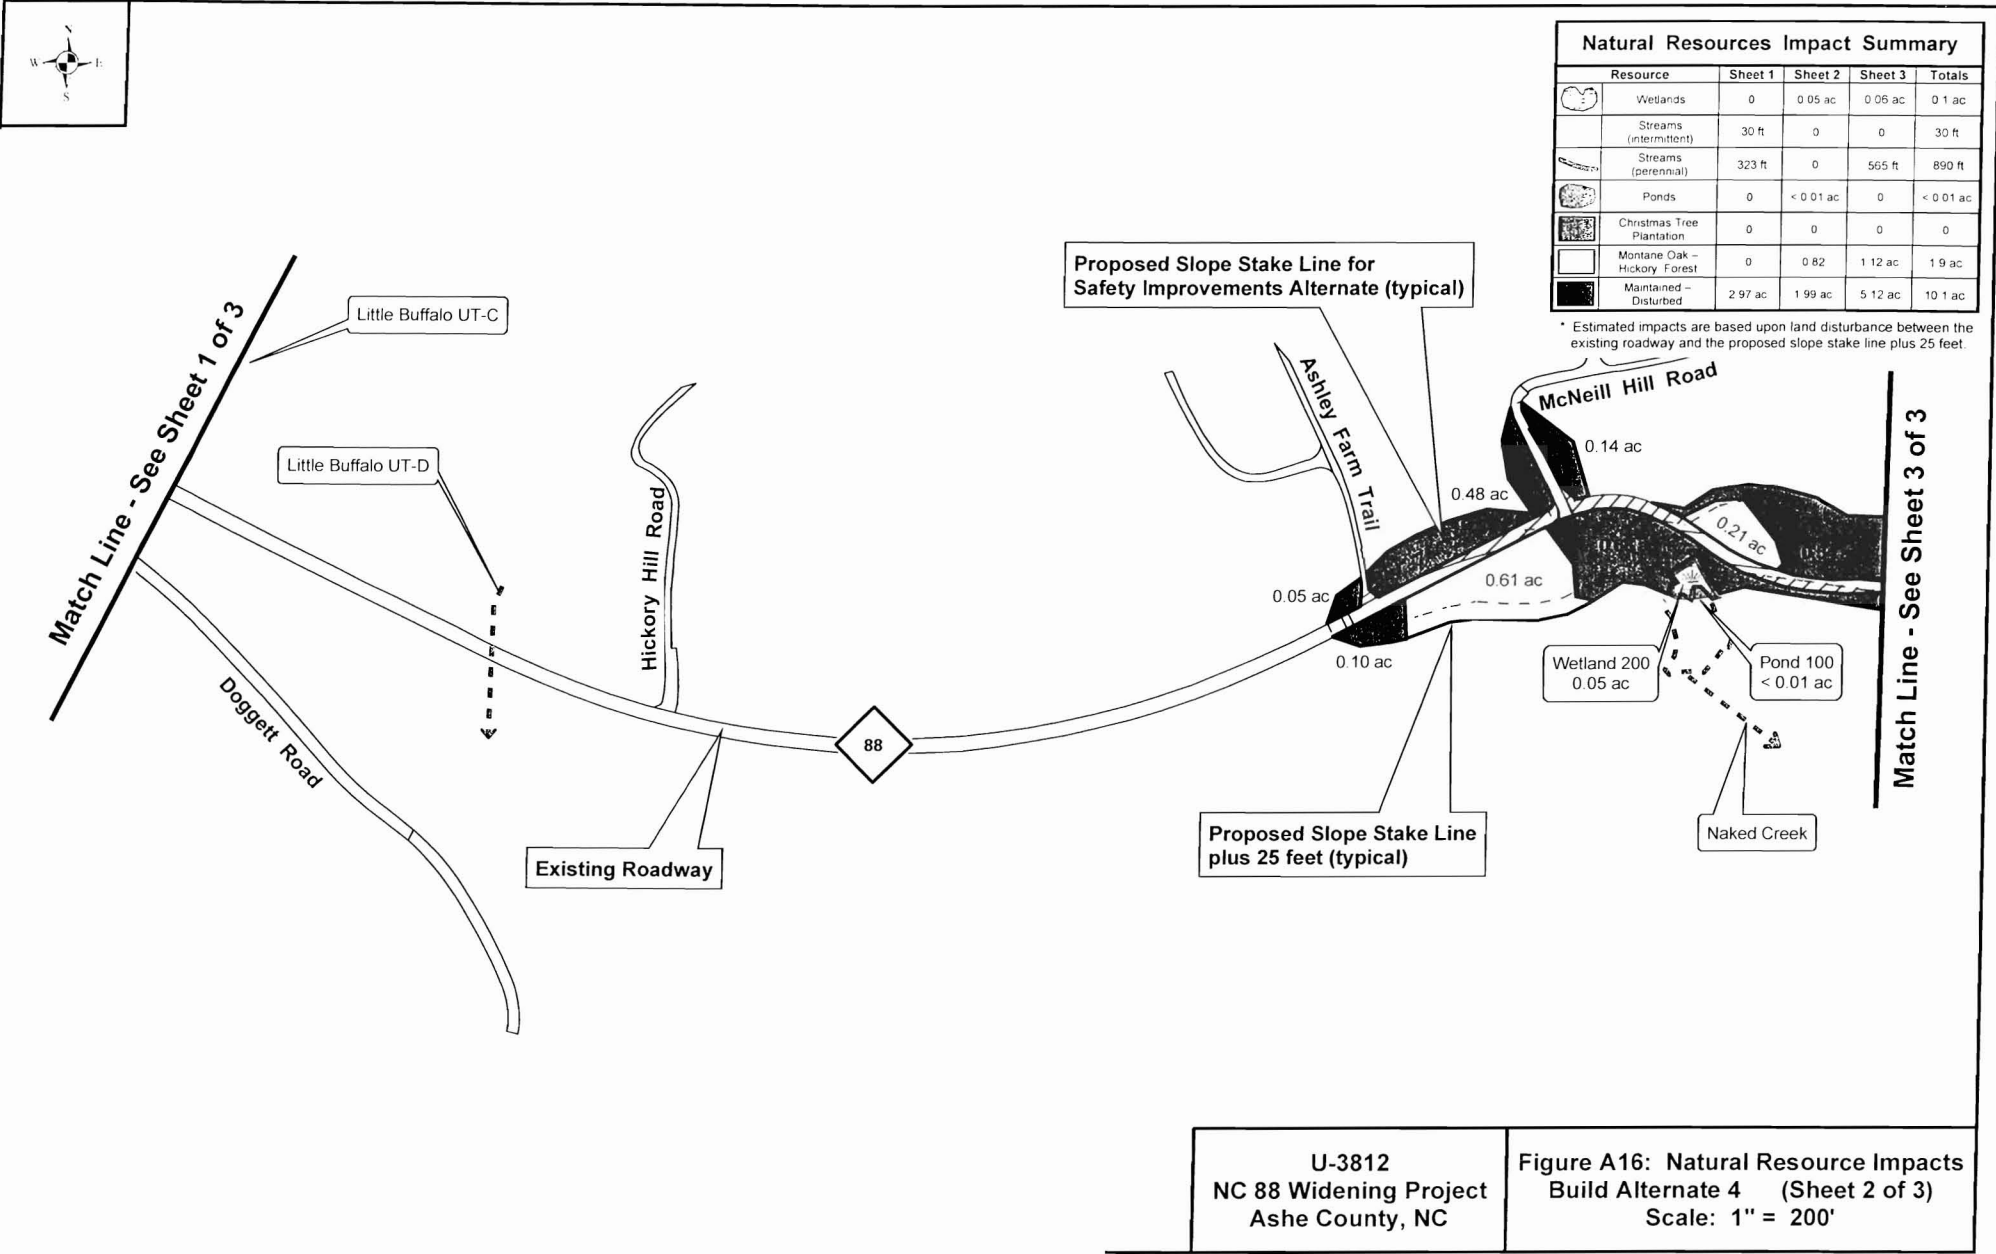 N
W E
S
Natural Resources Impact Summary
Resource Sheet 1 Sheet 2 Sheet 3 Totals
Wetlands 0 0 05 ac 0 06 ac 0 1 ac
Streams
(intermittent) 30 ft 0 0 30 ft
Streams
(perennial) 323 ft 0 565 ft 890 ft
Ponds 0 < 0 01 ac 0 < 0 01 ac
Christmas Tree
Plantation 0 0 0 0
Montane Oak –
Hickory Forest 0 0 82 1 12 ac 1 9 ac
Maintained –
Disturbed 2 97 ac 1 99 ac 5 12 ac 10 1 ac
* Estimated impacts are based upon land disturbance between the
existing roadway and the proposed slope stake line plus 25 feet.
Proposed Slope Stake Line for
Safety Improvements Alternate (typical)
Match Line - See Sheet 1 of 3
Little Buffalo UT-C
Little Buffalo UT-D
Hickory Hill Road
Doggett Road
Existing Roadway
88
Ashley Farm Trail
McNeill Hill Road
0.14 ac
0.48 ac
0.21 ac
0.61 ac
0.05 ac
0.10 ac
Wetland 200
0.05 ac
Pond 100
< 0.01 ac
Naked Creek
Proposed Slope Stake Line
plus 25 feet (typical)
Match Line - See Sheet 3 of 3
U-3812
NC 88 Widening Project
Ashe County, NC
Figure A16: Natural Resource Impacts
Build Alternate 4 (Sheet 2 of 3)
Scale: 1" = 200'